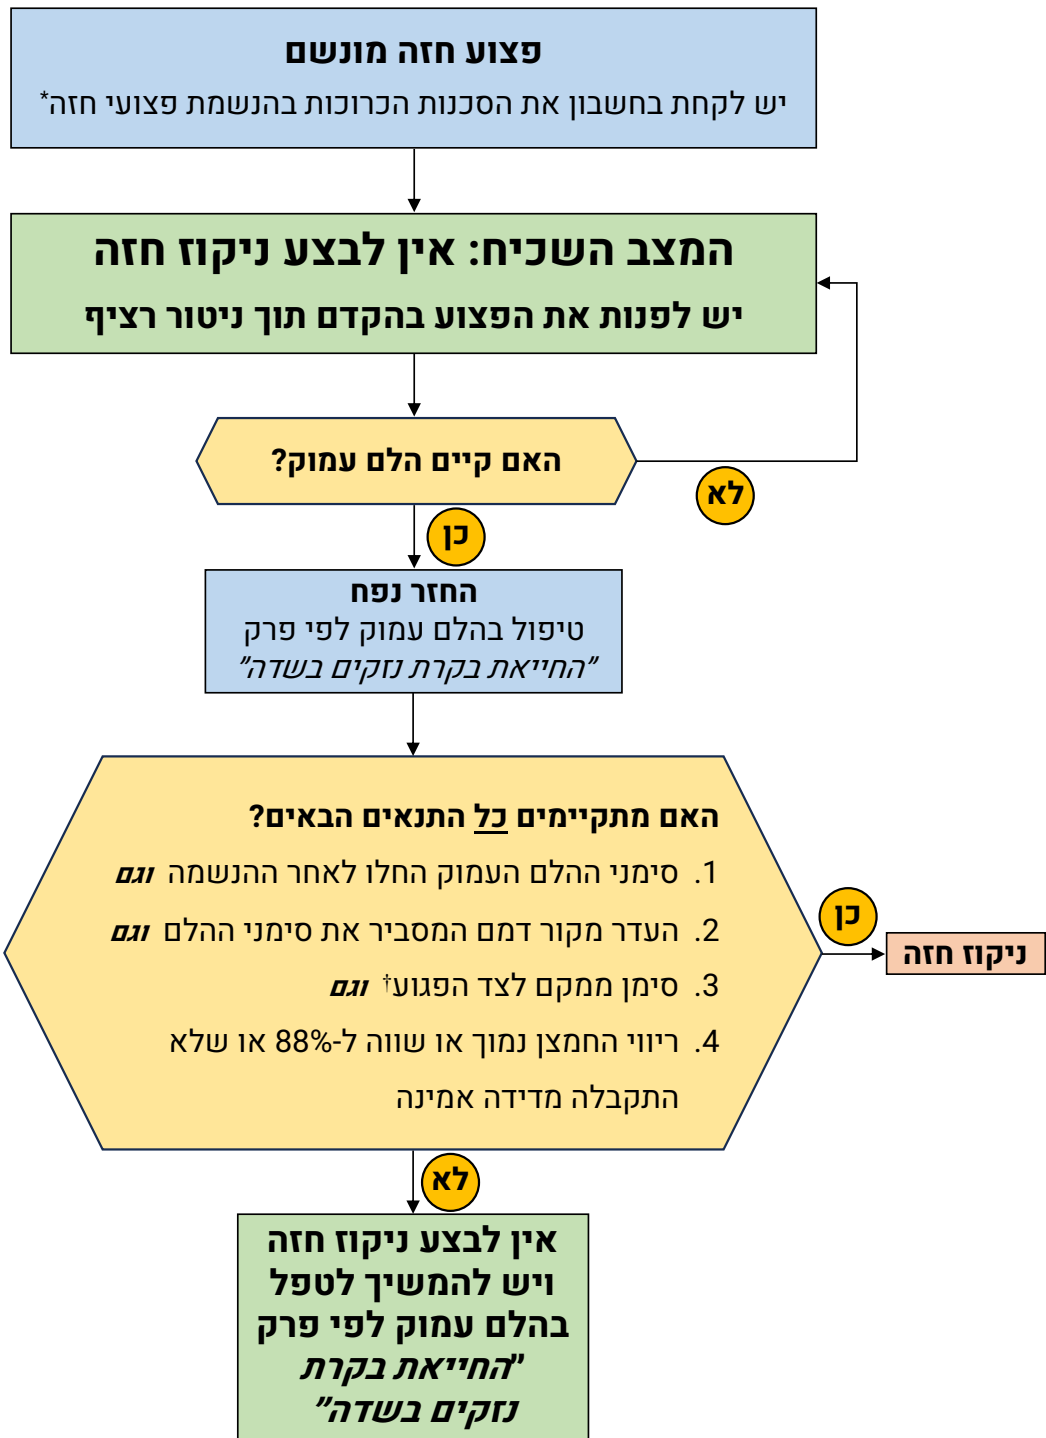 פצוע חזה מונשם
יש לקחת בחשבון את הסכנות הכרוכות בהנשמת פצועי חזה*
המצב השכיח: אין לבצע ניקוז חזה
יש לפנות את הפצוע בהקדם תוך ניטור רציף
האם קיים הלם עמוק?
לא
כן
החזר נפח
טיפול בהלם עמוק לפי פרק
"החייאת בקרת נזקים בשדה"
האם מתקיימים כל התנאים הבאים?
1. סימני ההלם העמוק החלו לאחר ההנשמה וגם
2. העדר מקור דמם המסביר את סימני ההלם וגם
3. סימן ממקם לצד הפגוע† וגם
4. ריווי החמצן נמוך או שווה ל-88% או שלא
התקבלה מדידה אמינה
כן
ניקוז חזה
לא
אין לבצע ניקוז חזה
ויש להמשיך לטפל
בהלם עמוק לפי פרק
"החייאת בקרת
נזקים בשדה"